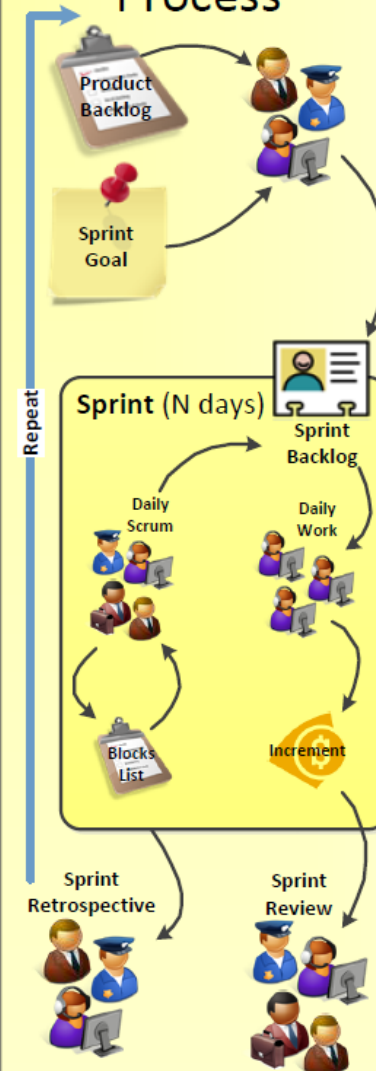 Process
Product
Backlog
Sprint
Goal
Repeat
Sprint (N days)
Sprint
Backlog
Daily
Scrum
Daily
Work
Blocks
List
Increment
Sprint
Retrospective
Sprint
Review